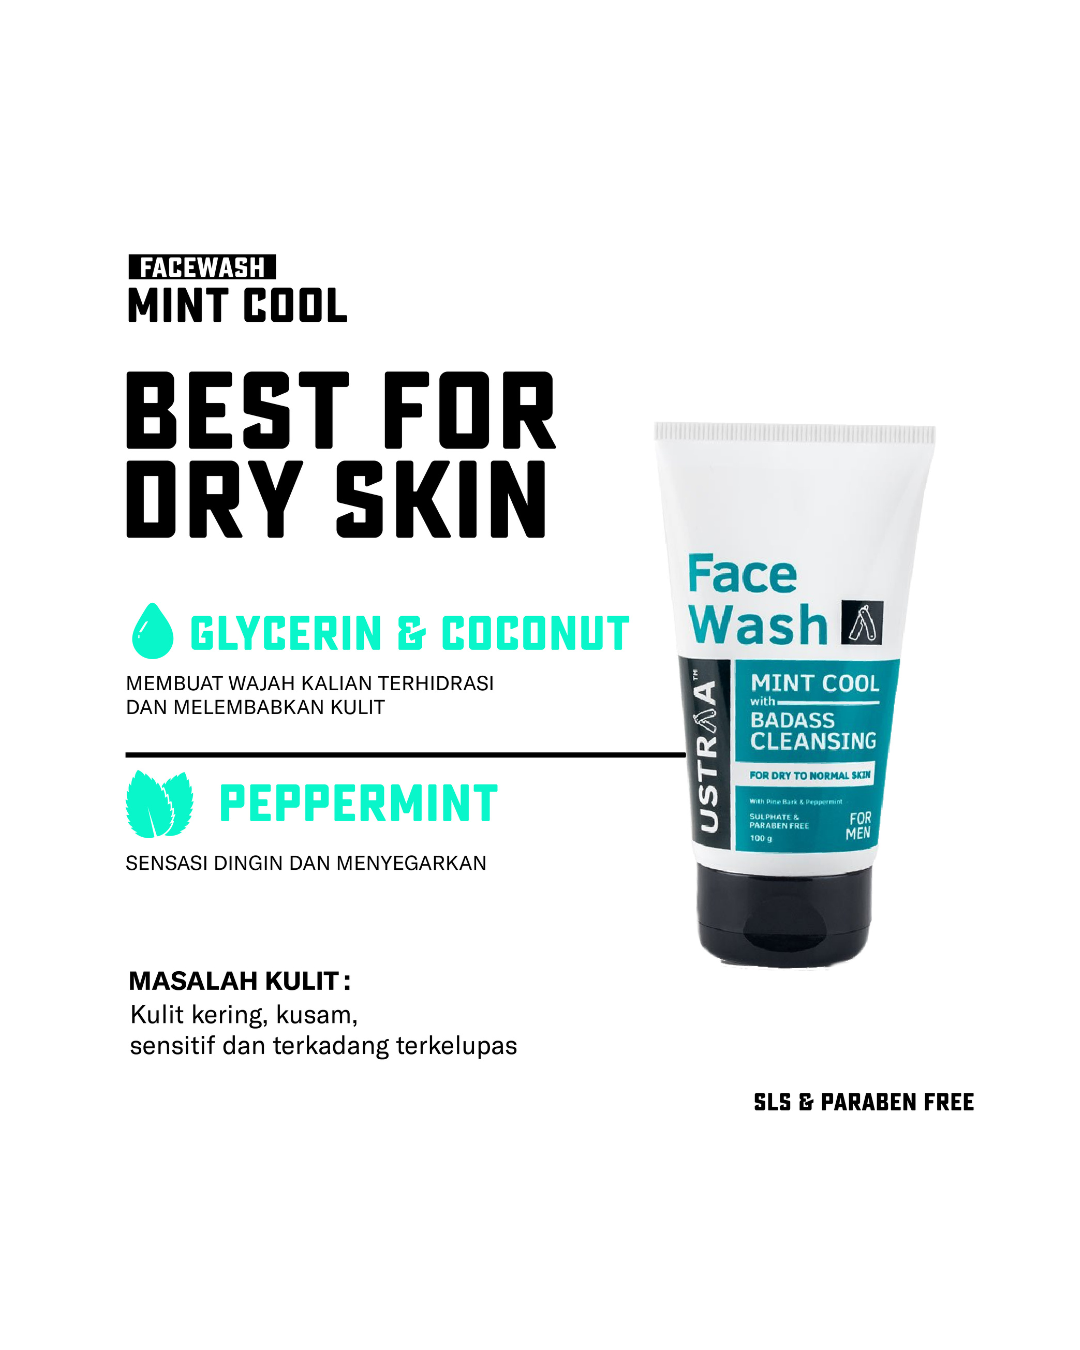 FACEWASH
MINT COOL
BEST FOR
DRY SKIN
GLYCERIN & COCONUT
MEMBUAT WAJAH KALIAN TERHIDRASI
DAN MELEMBABKAN KULIT
PEPPERMINT
SENSASI DINGIN DAN MENYEGARKAN
MASALAH KULIT :
Kulit kering, kusam,
sensitif dan terkadang terkelupas
Face
Wash
USTRAA™
MINT COOL
with
BADASS
CLEANSING
FOR DRY TO NORMAL SKIN
With Pine Bark & Peppermint
SULPHATE &
PARABEN FREE
100 g
FOR
MEN
SLS & PARABEN FREE